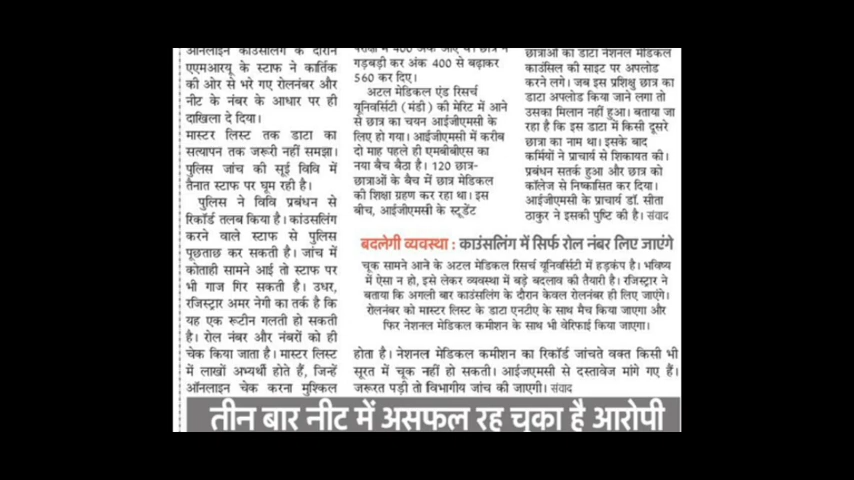 ऑनलाइन काउंसलिंग के दौरान
एएमआरयू के स्टाफ ने कार्तिक
की ओर से भरे गए रोलनंबर और
नीट के नंबर के आधार पर ही
दाखिला दे दिया।
मास्टर लिस्ट तक डाटा का
सत्यापन तक जरूरी नहीं समझा।
पुलिस जांच की सूई विवि में
तैनात स्टाफ पर घूम रही है।
पुलिस ने विवि प्रबंधन से
रिकॉर्ड तलब किया है। कांउसलिंग
करने वाले स्टाफ से पुलिस
पूछताछ कर सकती है। जांच में
कोताही सामने आई तो स्टाफ पर
भी गाज गिर सकती है। उधर,
रजिस्ट्रार अमर नेगी का तर्क है कि
यह एक रूटीन गलती हो सकती
है। रोल नंबर और नंबरों को ही
चेक किया जाता है। मास्टर लिस्ट
में लाखों अभ्यर्थी होते हैं, जिन्हें
ऑनलाइन चेक करना मुश्किल
में 400 अंक आए थे। छात्र ने
गड़बड़ी कर अंक 400 से बढ़ाकर
560 कर दिए।
अटल मेडिकल एंड रिसर्च
यूनिवर्सिटी (मंडी) की मेरिट में आने
से छात्र का चयन आईजीएमसी के
लिए हो गया। आईजीएमसी में करीब
दो माह पहले ही एमबीबीएस का
नया बैच बैठा है। 120 छात्र-
छात्राओं के बैच में छात्र मेडिकल
की शिक्षा ग्रहण कर रहा था। इस
बीच, आईजीएमसी के स्टूडेंट
छात्राओं का डाटा नेशनल मेडिकल
काउंसिल की साइट पर अपलोड
करने लगे। जब इस प्रशिक्षु छात्र का
डाटा अपलोड किया जाने लगा तो
उसका मिलान नहीं हुआ। बताया जा
रहा है कि इस डाटा में किसी दूसरे
छात्रा का नाम था। इसके बाद
कर्मियों ने प्राचार्य से शिकायत की।
प्रबंधन सतर्क हुआ और छात्र को
कॉलेज से निष्कासित कर दिया।
आईजीएमसी के प्राचार्य डॉ. सीता
ठाकुर ने इसकी पुष्टि की है। संवाद
बदलेगी व्यवस्था : काउंसलिंग में सिर्फ रोल नंबर लिए जाएंगे
चूक सामने आने के अटल मेडिकल रिसर्च यूनिवर्सिटी में हड़कंप है। भविष्य
में ऐसा न हो, इसे लेकर व्यवस्था में बड़े बदलाव की तैयारी है। रजिस्ट्रार ने
बताया कि अगली बार काउंसलिंग के दौरान केवल रोलनंबर ही लिए जाएंगे।
रोलनंबर को मास्टर लिस्ट के डाटा एनटीए के साथ मैच किया जाएगा और
फिर नेशनल मेडिकल कमीशन के साथ भी वेरिफाई किया जाएगा।
होता है। नेशनल मेडिकल कमीशन का रिकॉर्ड जांचते वक्त किसी भी
सूरत में चूक नहीं हो सकती। आईजएमसी से दस्तावेज मांगे गए हैं।
जरूरत पड़ी तो विभागीय जांच की जाएगी। संवाद
तीन बार नीट में असफल रह चुका है आरोपी